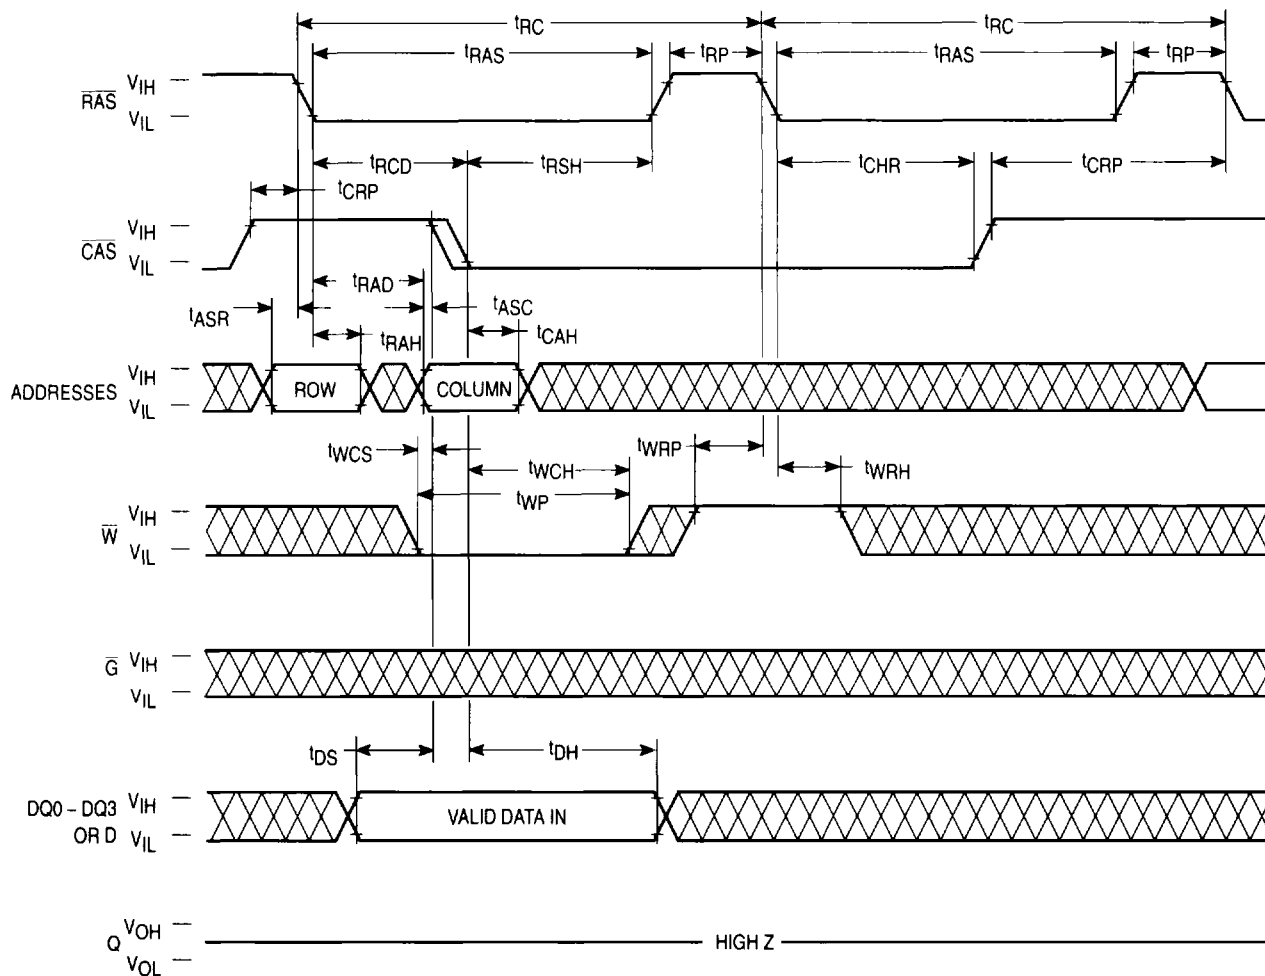 tRC tRC
tRAS tRP tRAS tRP
RAS VIH
VIL
tRCD tRSH tCHR tCRP
tCRP
CAS VIH
VIL
tRAD
tASR tASC
tRAH tCAH
ADDRESSES VIH
VIL
ROW COLUMN
tWCS tWCH tWRP tWRH
tWP
W VIH
VIL
G VIH
VIL
tDS tDH
DQ0 – DQ3 VIH
OR D VIL
VALID DATA IN
Q VOH
VOL
HIGH Z